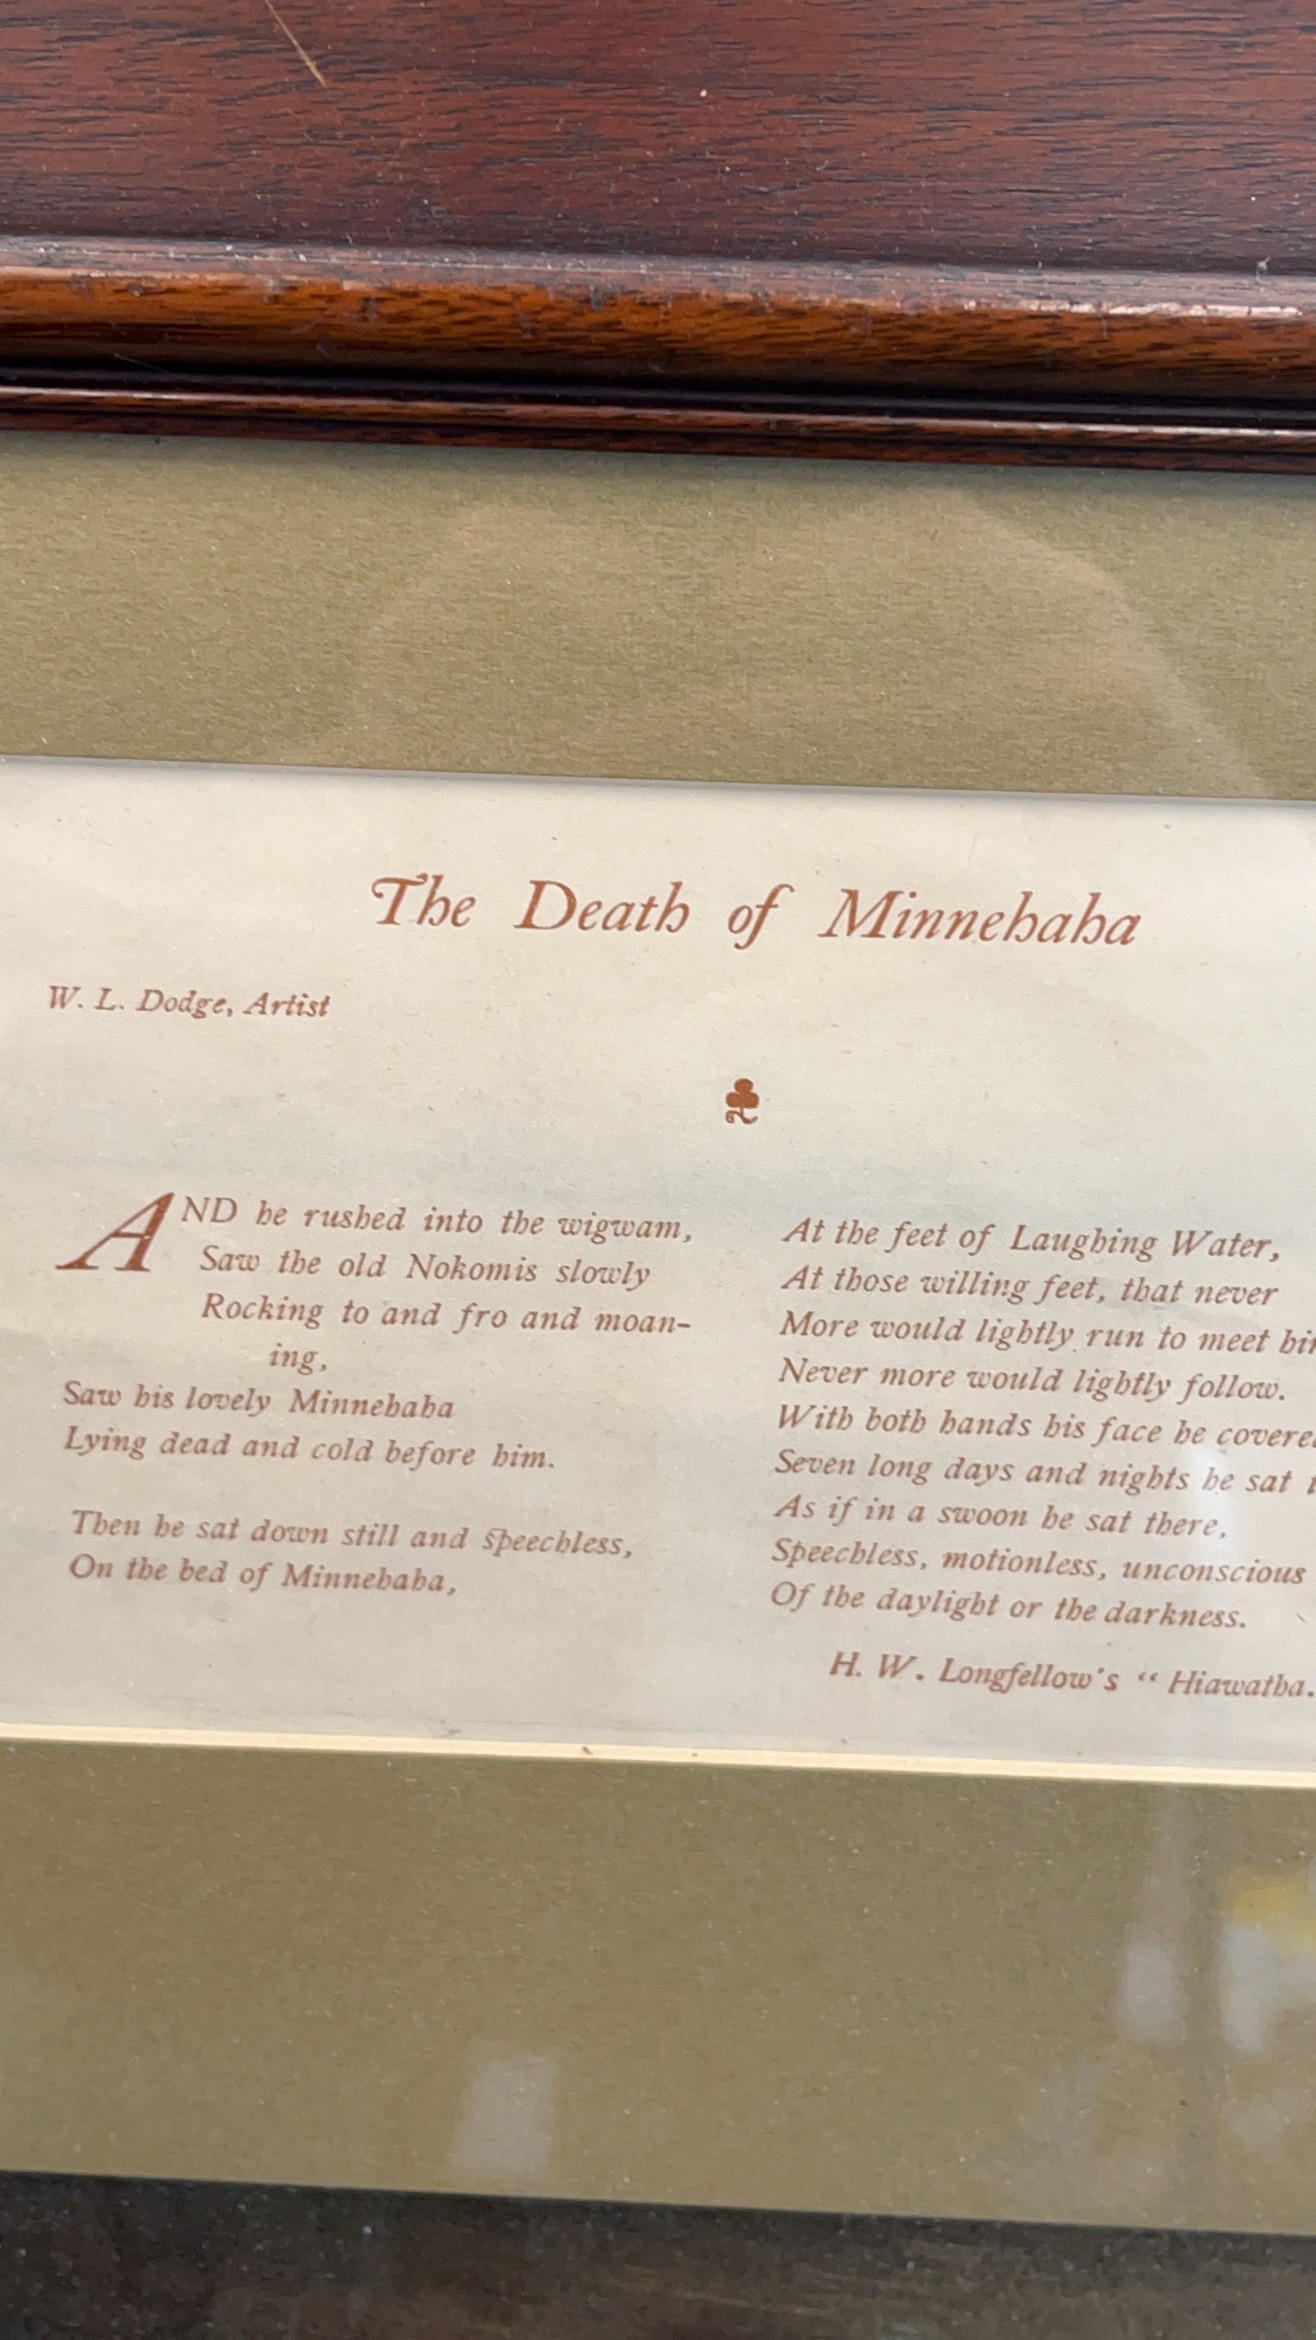 The Death of Minnehaha
W. L. Dodge, Artist
AND he rushed into the wigwam,
Saw the old Nokomis slowly
Rocking to and fro and moan-
ing,
Saw his lovely Minnehaha
Lying dead and cold before him.
Then he sat down still and speechless,
On the bed of Minnehaha,
At the feet of Laughing Water,
At those willing feet, that never
More would lightly run to meet
Never more would lightly follow.
With both hands his face he
Seven long days and nights he sat
As if in a swoon he sat there,
Speechless, motionless, unconscious
Of the daylight or the darkness.
H. W. Longfellow's “ Hiawatha.